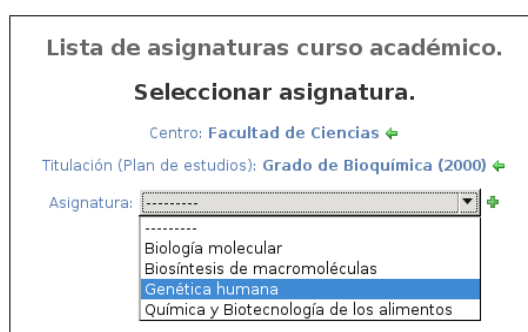 Lista de asignaturas curso académico.
Seleccionar asignatura.
Centro: Facultad de Ciencias
Titulación (Plan de estudios): Grado de Bioquímica (2000)
Asignatura: ---------
---------
Biología molecular
Biosíntesis de macromoléculas
Genética humana
Química y Biotecnología de los alimentos